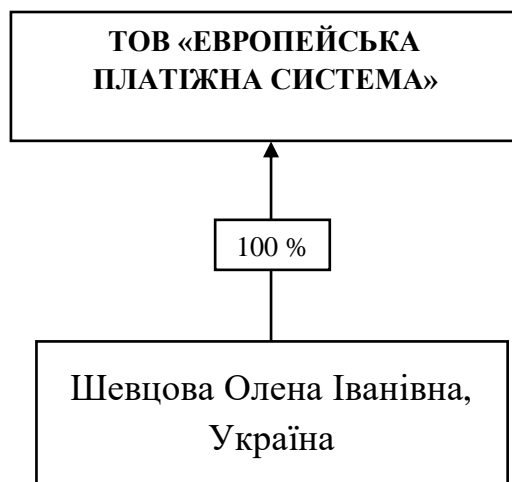 ТОВ «ЕВРОПЕЙСЬКА
ПЛАТІЖНА СИСТЕМА»
100 %
Шевцова Олена Іванівна,
Україна